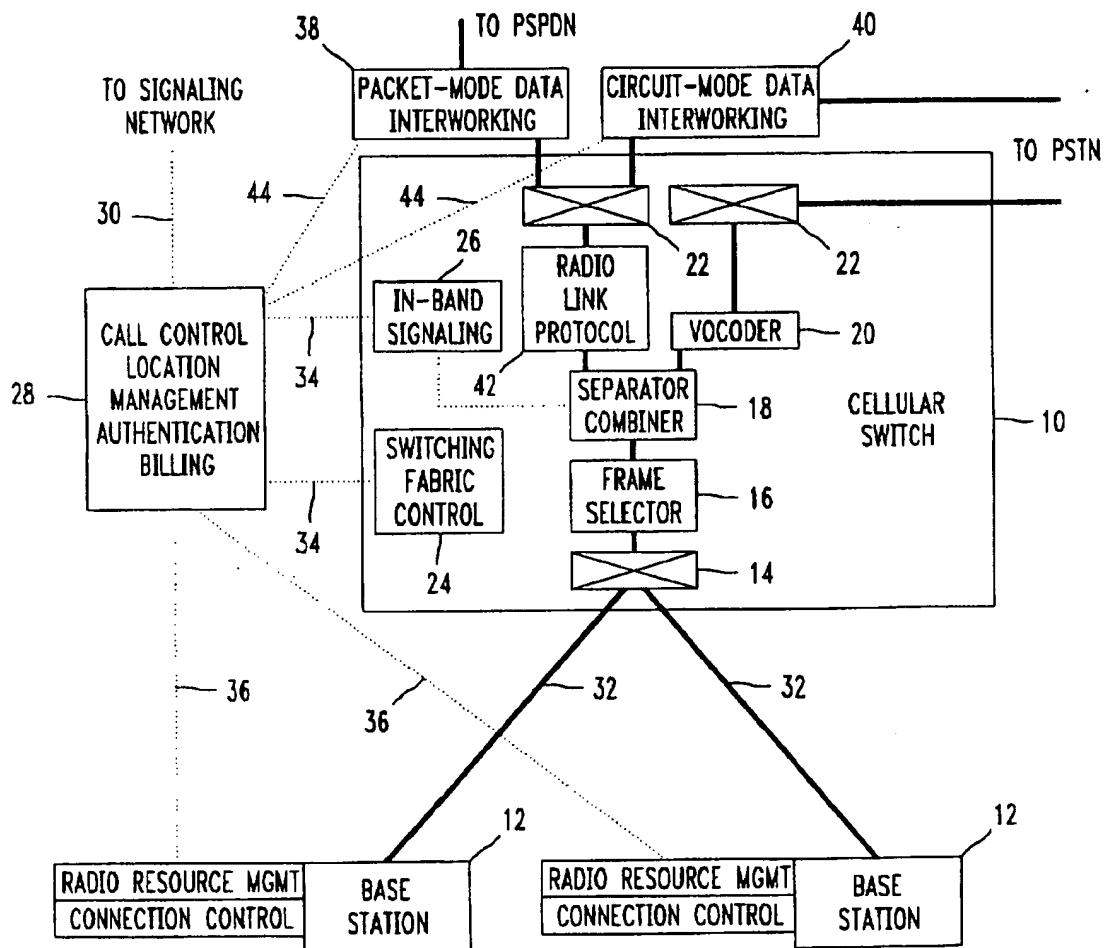 38
TO PSPDN
40
PACKET-MODE DATA
INTERWORKING
CIRCUIT-MODE DATA
INTERWORKING
TO SIGNALING
NETWORK
TO PSTN
44
44
30
26
22
22
IN-BAND
SIGNALING
RADIO
LINK
PROTOCOL
VOCODER
20
34
42
28
CALL CONTROL
LOCATION
MANAGEMENT
AUTHENTICATION
BILLING
SEPARATOR
COMBINER
18
CELLULAR
SWITCH
10
SWITCHING
FABRIC
CONTROL
FRAME
SELECTOR
16
34
24
14
36
36
32
32
12
12
RADIO RESOURCE MGMT
CONNECTION CONTROL
BASE
STATION
RADIO RESOURCE MGMT
CONNECTION CONTROL
BASE
STATION